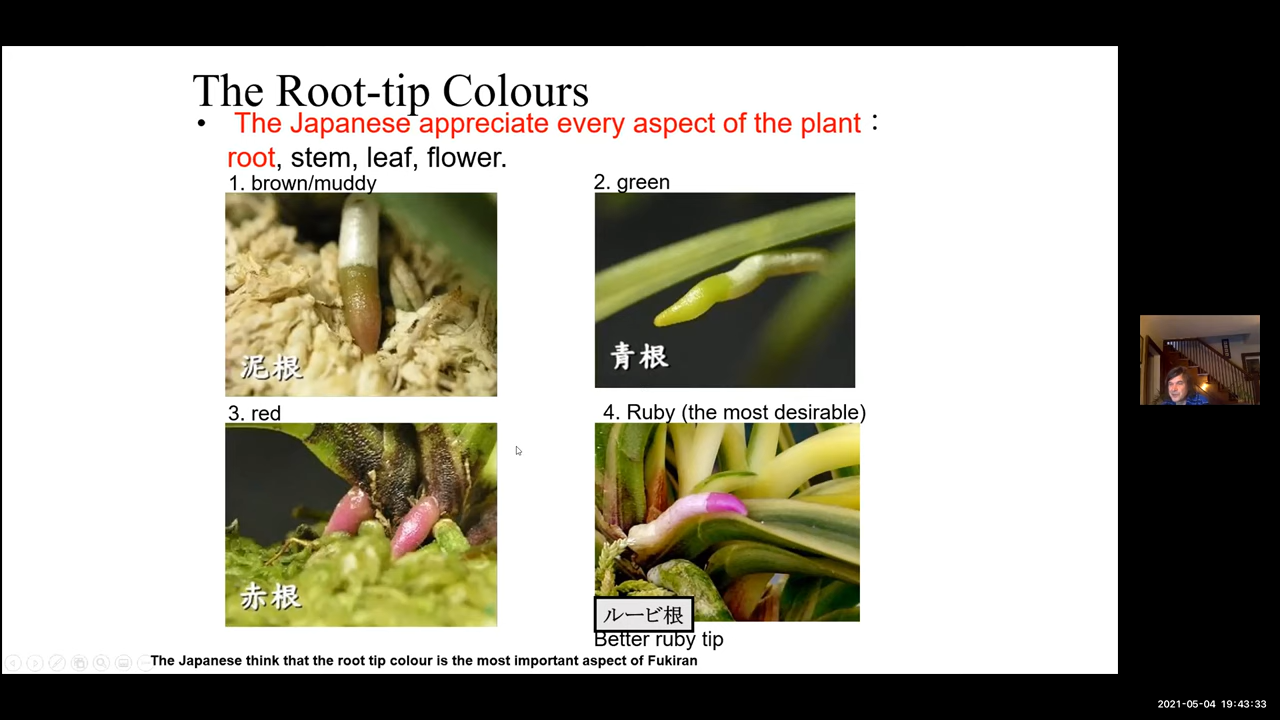 The Root-tip Colours
• The Japanese appreciate every aspect of the plant：
root, stem, leaf, flower.
1. brown/muddy
2. green
泥根
青根
3. red
4. Ruby (the most desirable)
赤根
ルービ根
Better ruby tip
The Japanese think that the root tip colour is the most important aspect of Fukiran
2021-05-04 19:43:33